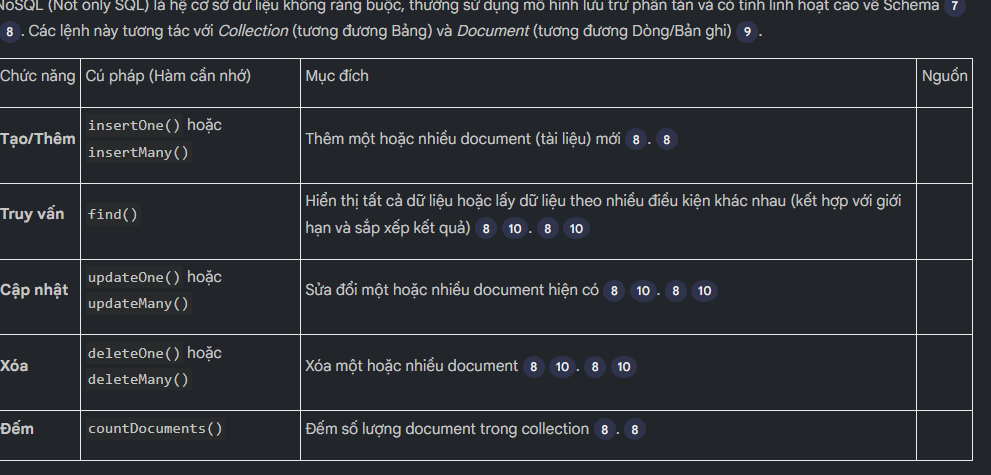 NoSQL (Not only SQL) là hệ cơ sở dữ liệu không ràng buộc, thường sử dụng mô hình lưu trữ phân tán và có tính linh hoạt cao về Schema 7
8. Các lệnh này tương tác với Collection (tương đương Bảng) và Document (tương đương Dòng/Bản ghi) 9.
Chức năng Cú pháp (Hàm cần nhớ) Mục đích Nguồn
Tạo/Thêm
insertOne() hoặc
insertMany()
Thêm một hoặc nhiều document (tài liệu) mới 8. 8
Truy vấn
find()
Hiển thị tất cả dữ liệu hoặc lấy dữ liệu theo nhiều điều kiện khác nhau (kết hợp với giới
hạn và sắp xếp kết quả) 8 10. 8 10
Cập nhật
updateOne() hoặc
updateMany()
Sửa đổi một hoặc nhiều document hiện có 8 10. 8 10
Xóa
deleteOne() hoặc
deleteMany()
Xóa một hoặc nhiều document 8 10. 8 10
Đếm
countDocuments()
Đếm số lượng document trong collection 8. 8